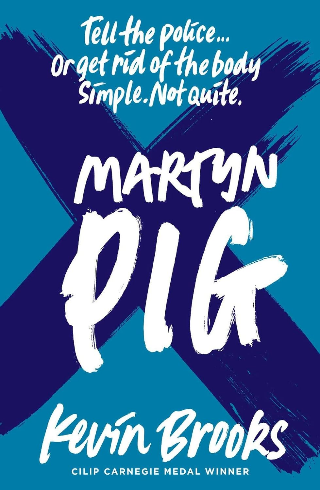 Tell the police...
Or get rid of the body
Simple. Not quite.
MARTYN
PIG
Kevin Brooks
CILIP CARNEGIE MEDAL WINNER